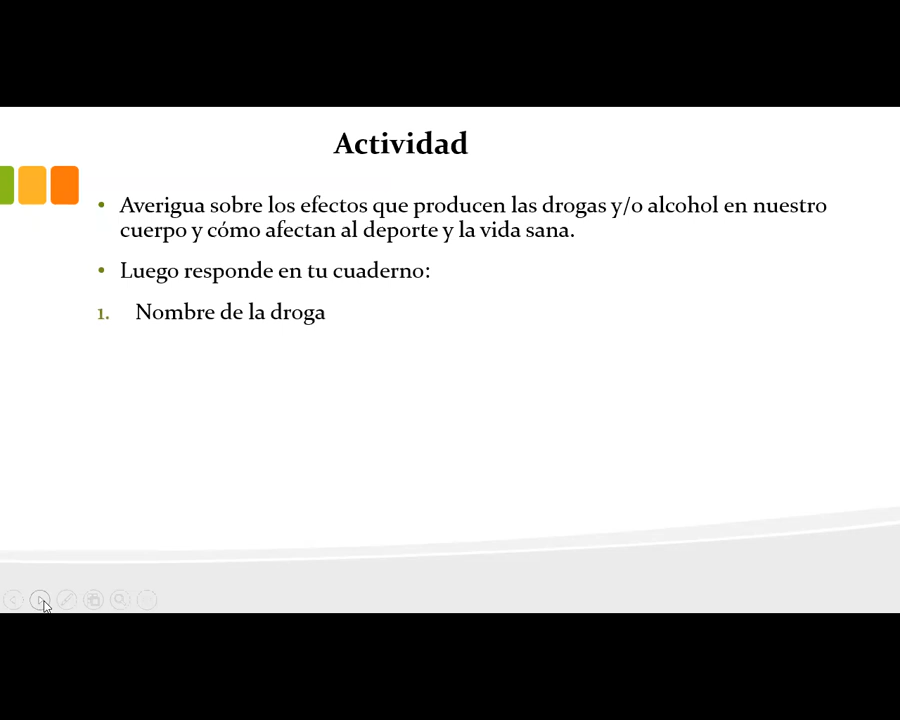 Actividad
• Averigua sobre los efectos que producen las drogas y/o alcohol en nuestro
cuerpo y cómo afectan al deporte y la vida sana.
• Luego responde en tu cuaderno:
1. Nombre de la droga